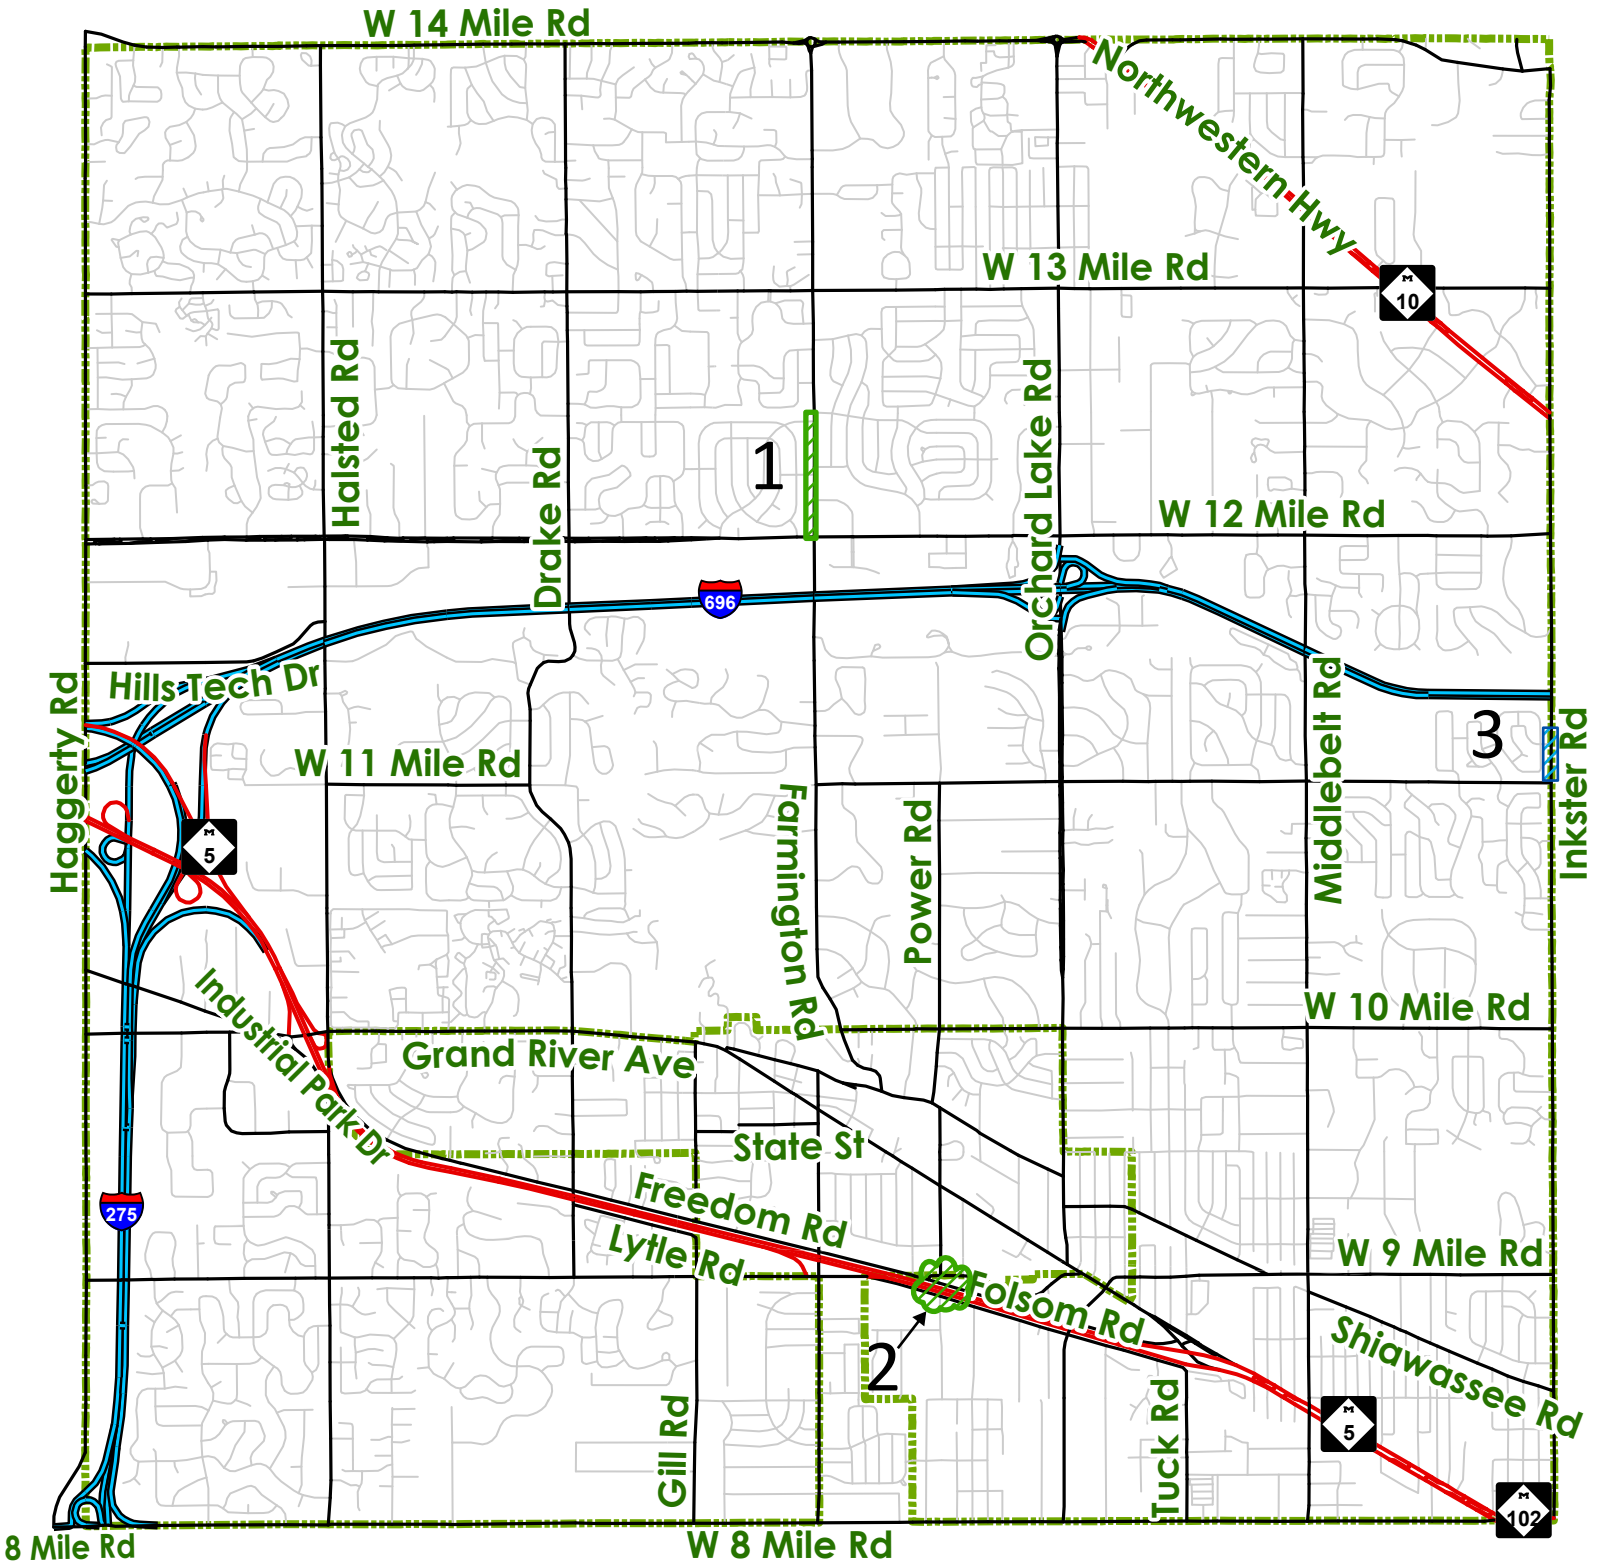 W 14 Mile Rd
Northwestern Hwy
W 13 Mile Rd
M
10
Halsted Rd
Drake Rd
1
Orchard Lake Rd
W 12 Mile Rd
696
Hills Tech Dr
Haggerty Rd
W 11 Mile Rd
Middlebelt Rd
3
Inkster Rd
M
5
Farmington Rd
Power Rd
Industrial Park Dr
W 10 Mile Rd
Grand River Ave
State St
Freedom Rd
Lytle Rd
275
W 9 Mile Rd
Folsom Rd
2
Shiawassee Rd
Gill Rd
Tuck Rd
M
5
M
102
8 Mile Rd
W 8 Mile Rd